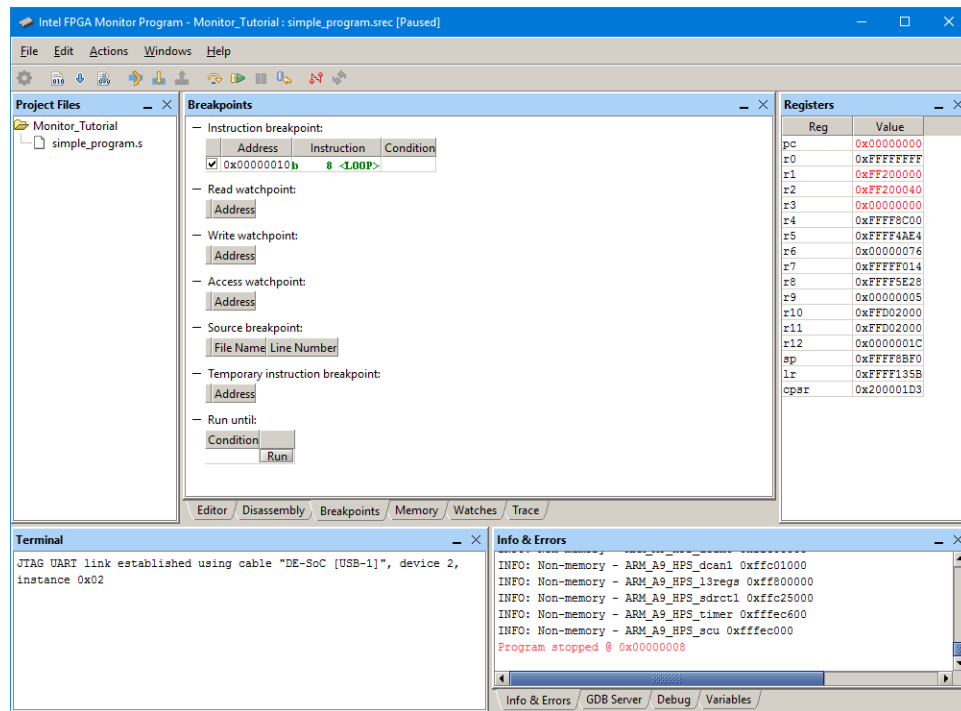 Intel FPGA Monitor Program - Monitor_Tutorial : simple_program.srec [Paused]
File Edit Actions Windows Help
Project Files
Monitor_Tutorial
simple_program.s
Breakpoints
Instruction breakpoint:
Address Instruction Condition
0x00000010 b 8 <LOOP>
Read watchpoint:
Address
Write watchpoint:
Address
Access watchpoint:
Address
Source breakpoint:
File Name Line Number
Temporary instruction breakpoint:
Address
Run until:
Condition
Run
Editor Disassembly Breakpoints Memory Watches Trace
Registers
Reg Value
pc 0x00000000
r0 0xFFFFFFFF
r1 0xFF200000
r2 0xFF200040
r3 0x00000000
r4 0xFFFF8C00
r5 0xFFFF4AE4
r6 0x00000076
r7 0xFFFFF014
r8 0xFFFF5E28
r9 0x00000005
r10 0xFFD02000
r11 0xFFD02000
r12 0x0000001C
sp 0xFFFF8BF0
lr 0xFFFF135B
cpsr 0x200001D3
Terminal
JTAG UART link established using cable "DE-SoC [USB-1]", device 2,
instance 0x02
Info & Errors
INFO: Non-memory - ARM_A9_HPS_dcan1 0xffc01000
INFO: Non-memory - ARM_A9_HPS_l3regs 0xff800000
INFO: Non-memory - ARM_A9_HPS_sdrctl 0xffc25000
INFO: Non-memory - ARM_A9_HPS_timer 0xfffec600
INFO: Non-memory - ARM_A9_HPS_scu 0xfffec000
Program stopped @ 0x00000008
Info & Errors GDB Server Debug Variables